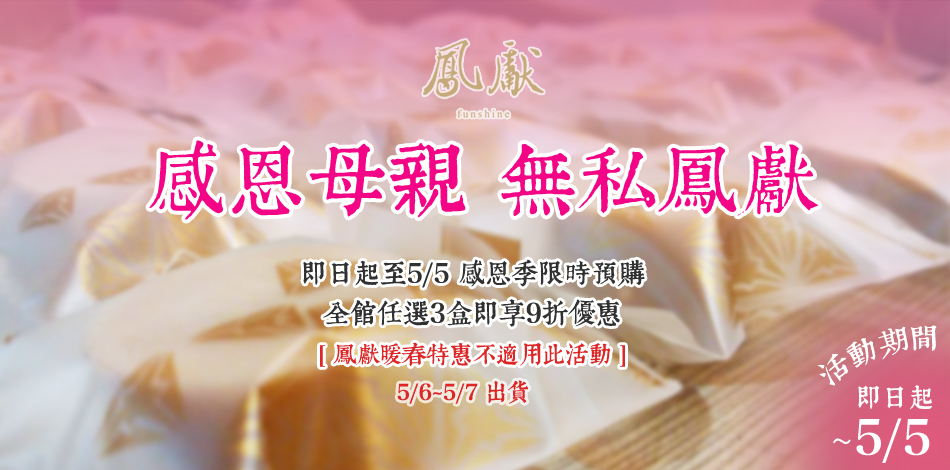 鳳獻
funshine
感恩母親 無私鳳獻
即日起至5/5 感恩季限時預購
全館任選3盒即享9折優惠
[ 鳳獻暖春特惠不適用此活動 ]
5/6~5/7 出貨
活動期間
即日起
~5/5